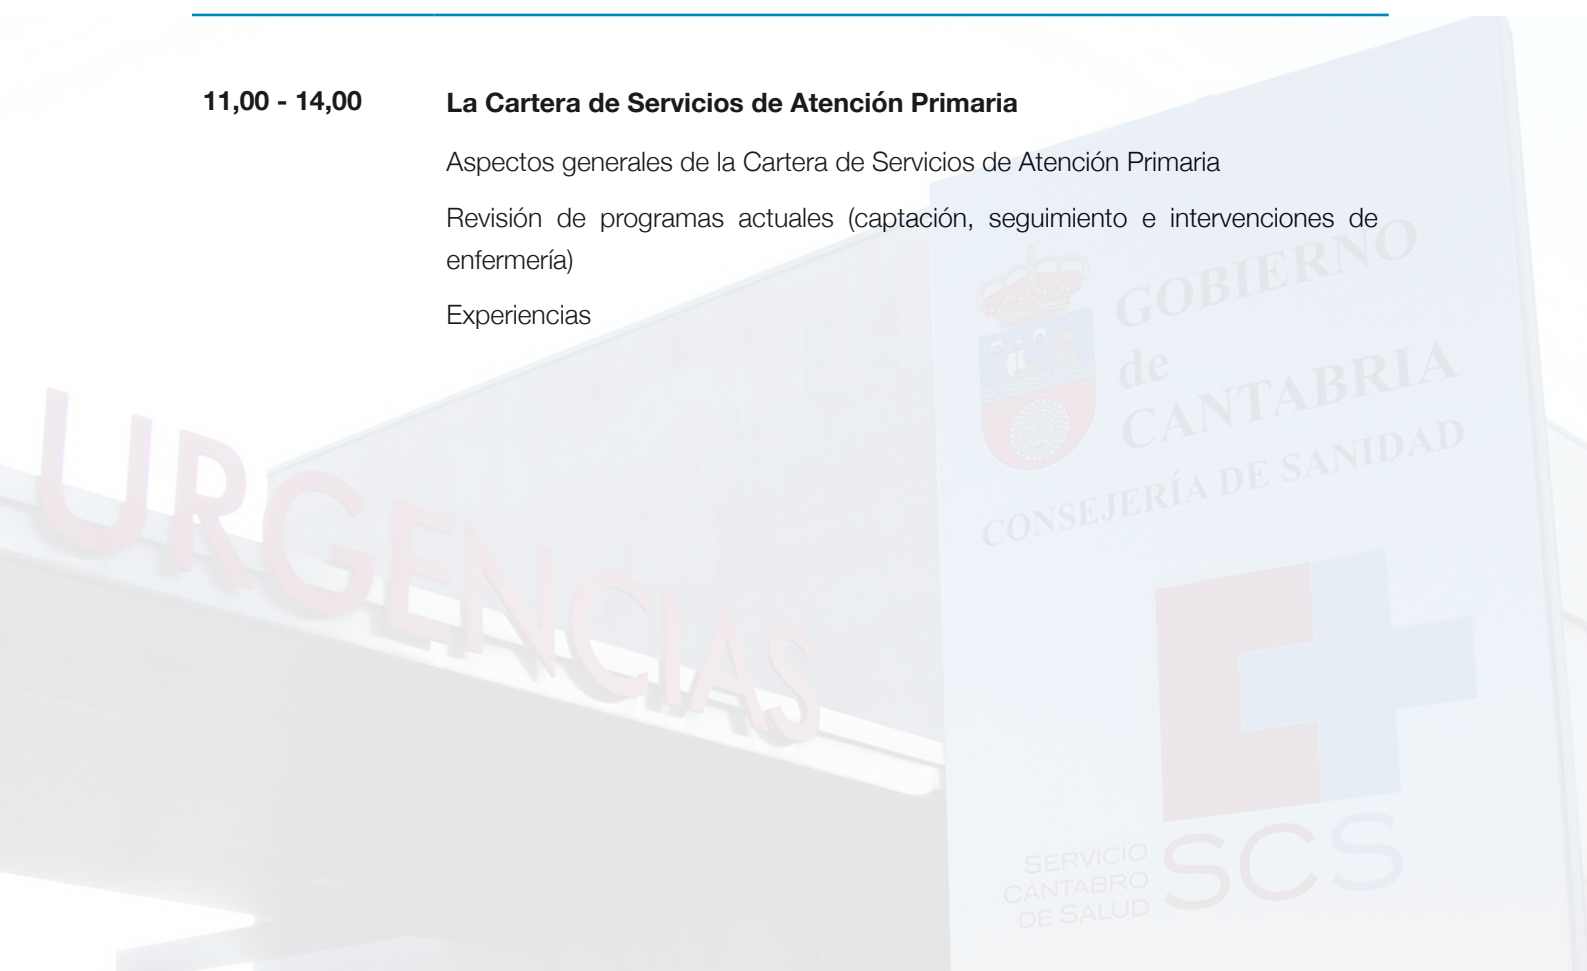 11,00 - 14,00
La Cartera de Servicios de Atención Primaria
Aspectos generales de la Cartera de Servicios de Atención Primaria
Revisión de programas actuales (captación, seguimiento e intervenciones de
enfermería)
Experiencias
GOBIERNO
de
CANTABRIA
CONSEJERÍA DE SANIDAD
URGENCIAS
SERVICIO
CÁNTABRO
DE SALUD
SCS